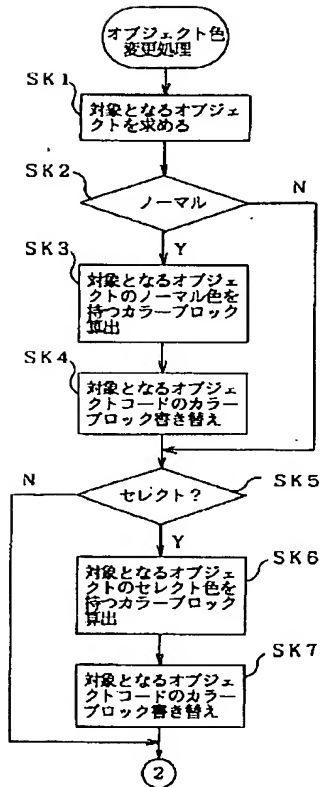 オブジェクト色
変更処理
SK1
対象となるオブジェ
クトを求める
SK2
ノーマル
N
Y
SK3
対象となるオブジェ
クトのノーマル色を
持つカラーブロック
算出
SK4
対象となるオブジェ
クトコードのカラー
ブロック書き替え
N
セレクト?
SK5
Y
SK6
対象となるオブジェ
クトのセレクト色を
持つカラーブロック
算出
SK7
対象となるオブジェ
クトコードのカラー
ブロック書き替え
2